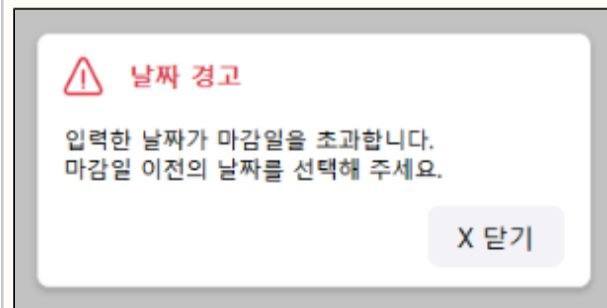 날짜 경고
입력한 날짜가 마감일을 초과합니다.
마감일 이전의 날짜를 선택해 주세요.
X 닫기